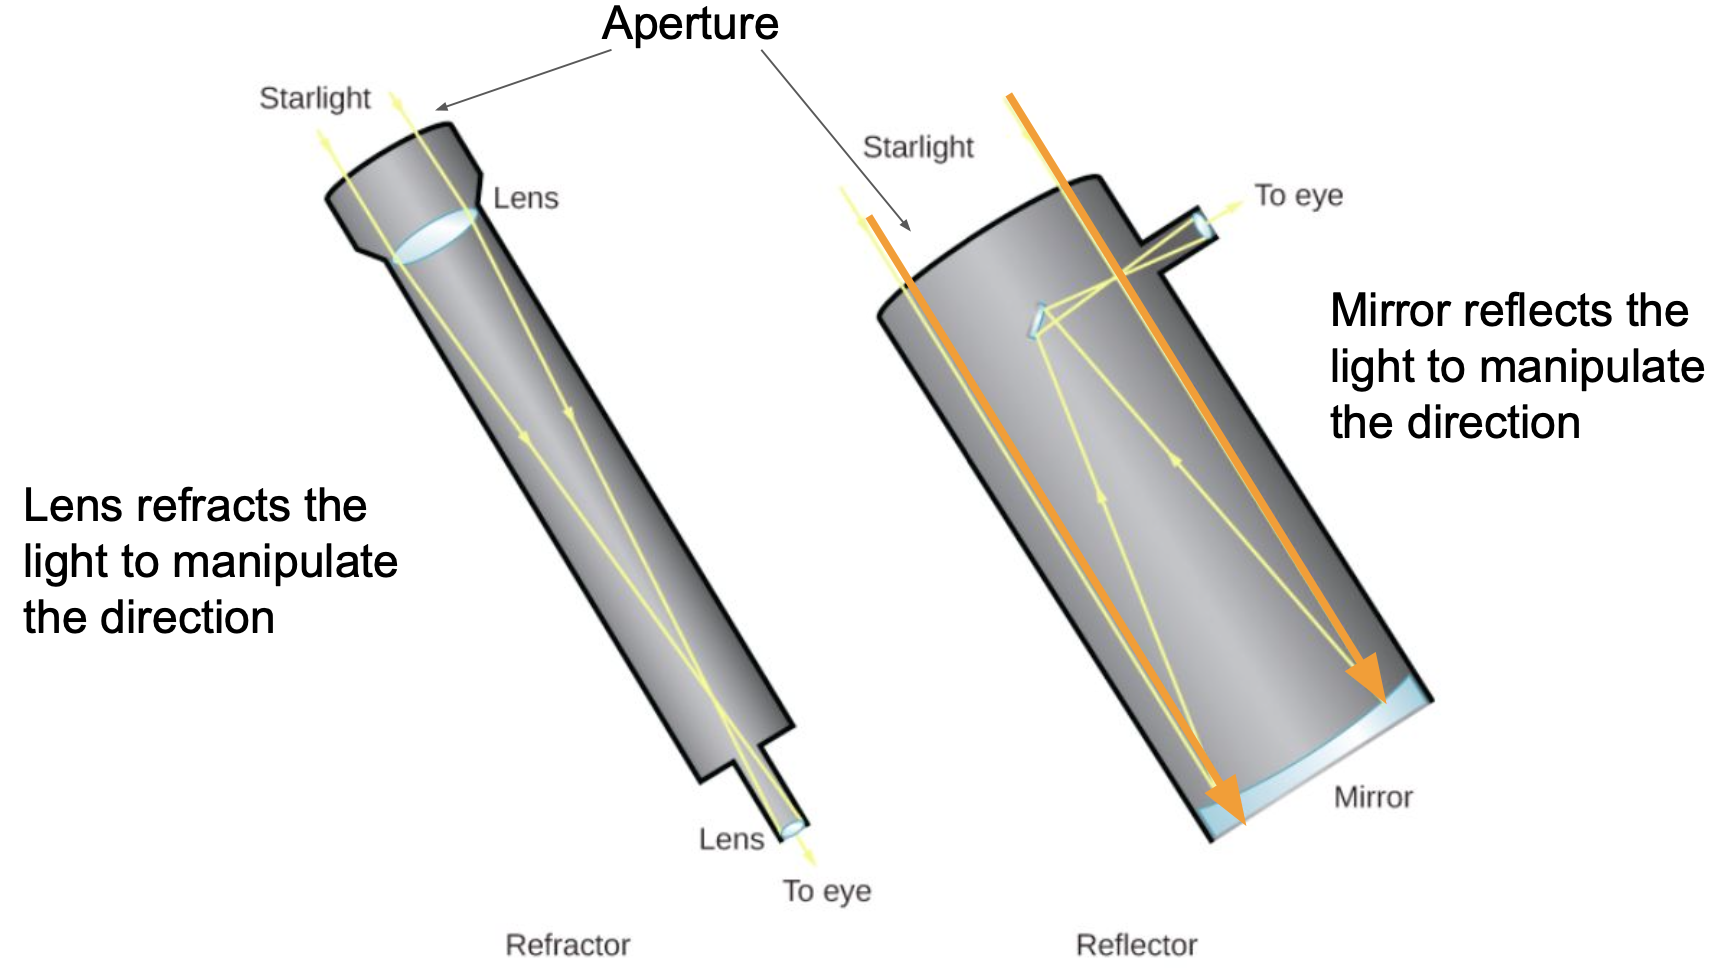 Aperture
Starlight
Lens
Lens refracts the
light to manipulate
the direction
Lens
To eye
Refractor
Starlight
To eye
Mirror reflects the
light to manipulate
the direction
Mirror
Reflector